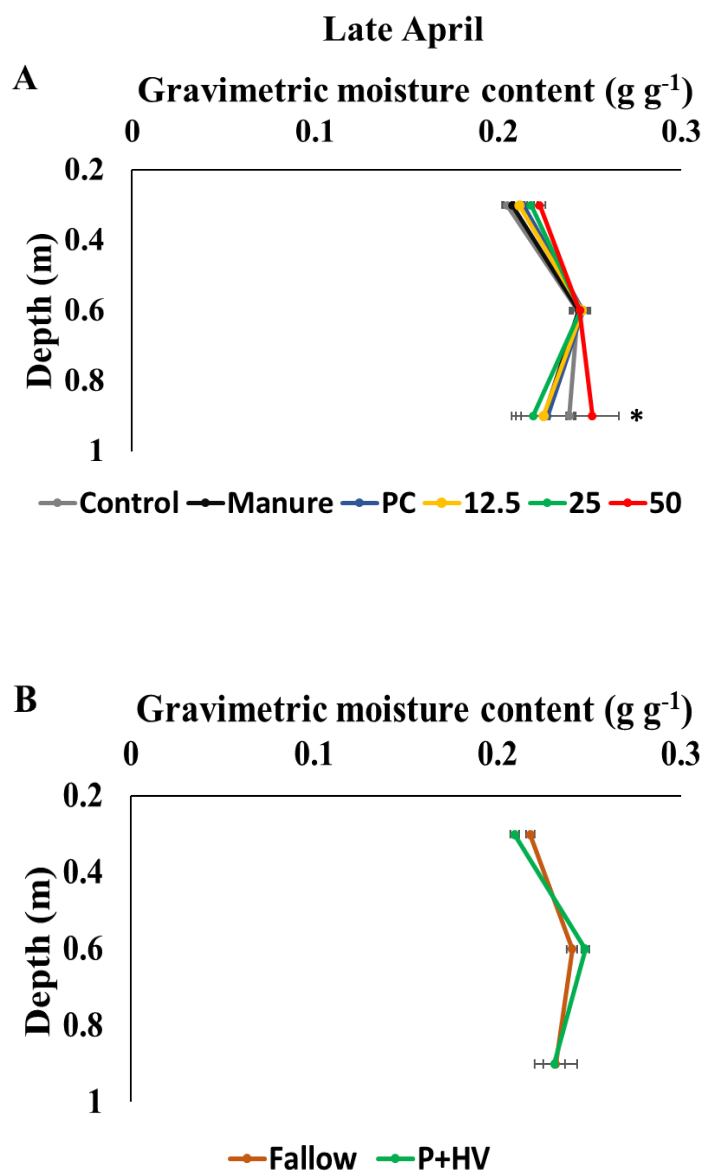 Late April
A
Gravimetric moisture content (g g⁻¹)
0 0.1 0.2 0.3
0.2
0.4
0.6
0.8
1
Depth (m)
*
Control Manure PC 12.5 25 50
B
Gravimetric moisture content (g g⁻¹)
0 0.1 0.2 0.3
0.2
0.4
0.6
0.8
1
Depth (m)
Fallow P+HV